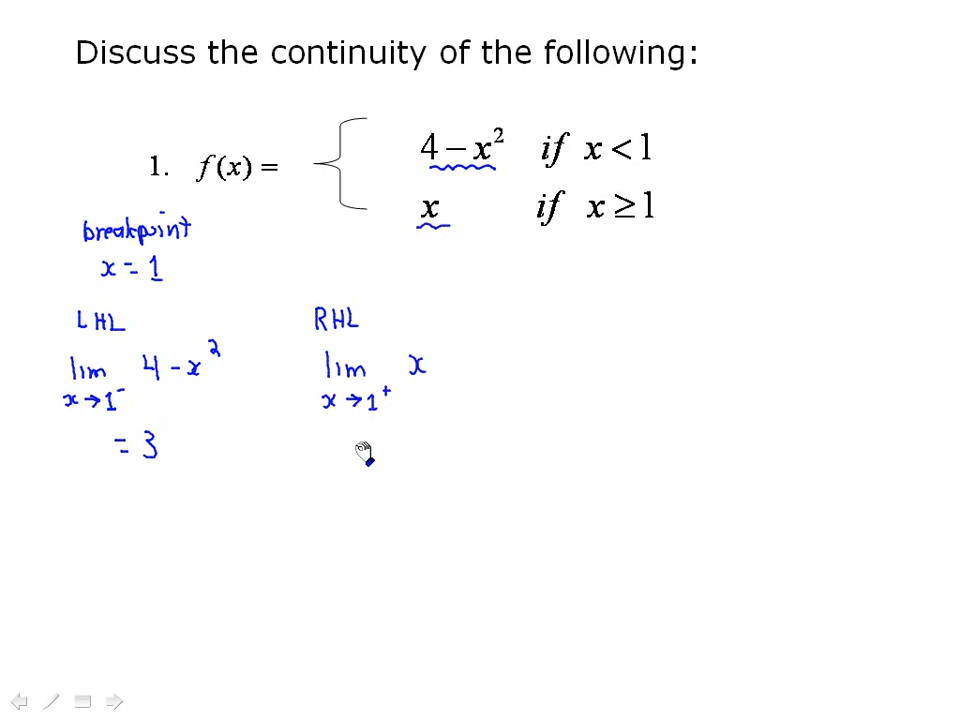 Discuss the continuity of the following:
1. f(x) =
4 − x² if x < 1
x if x ≥ 1
breakpoint
x = 1
LHL RHL
lim 4 − x² lim x
x → 1⁻ x → 1⁺
= 3